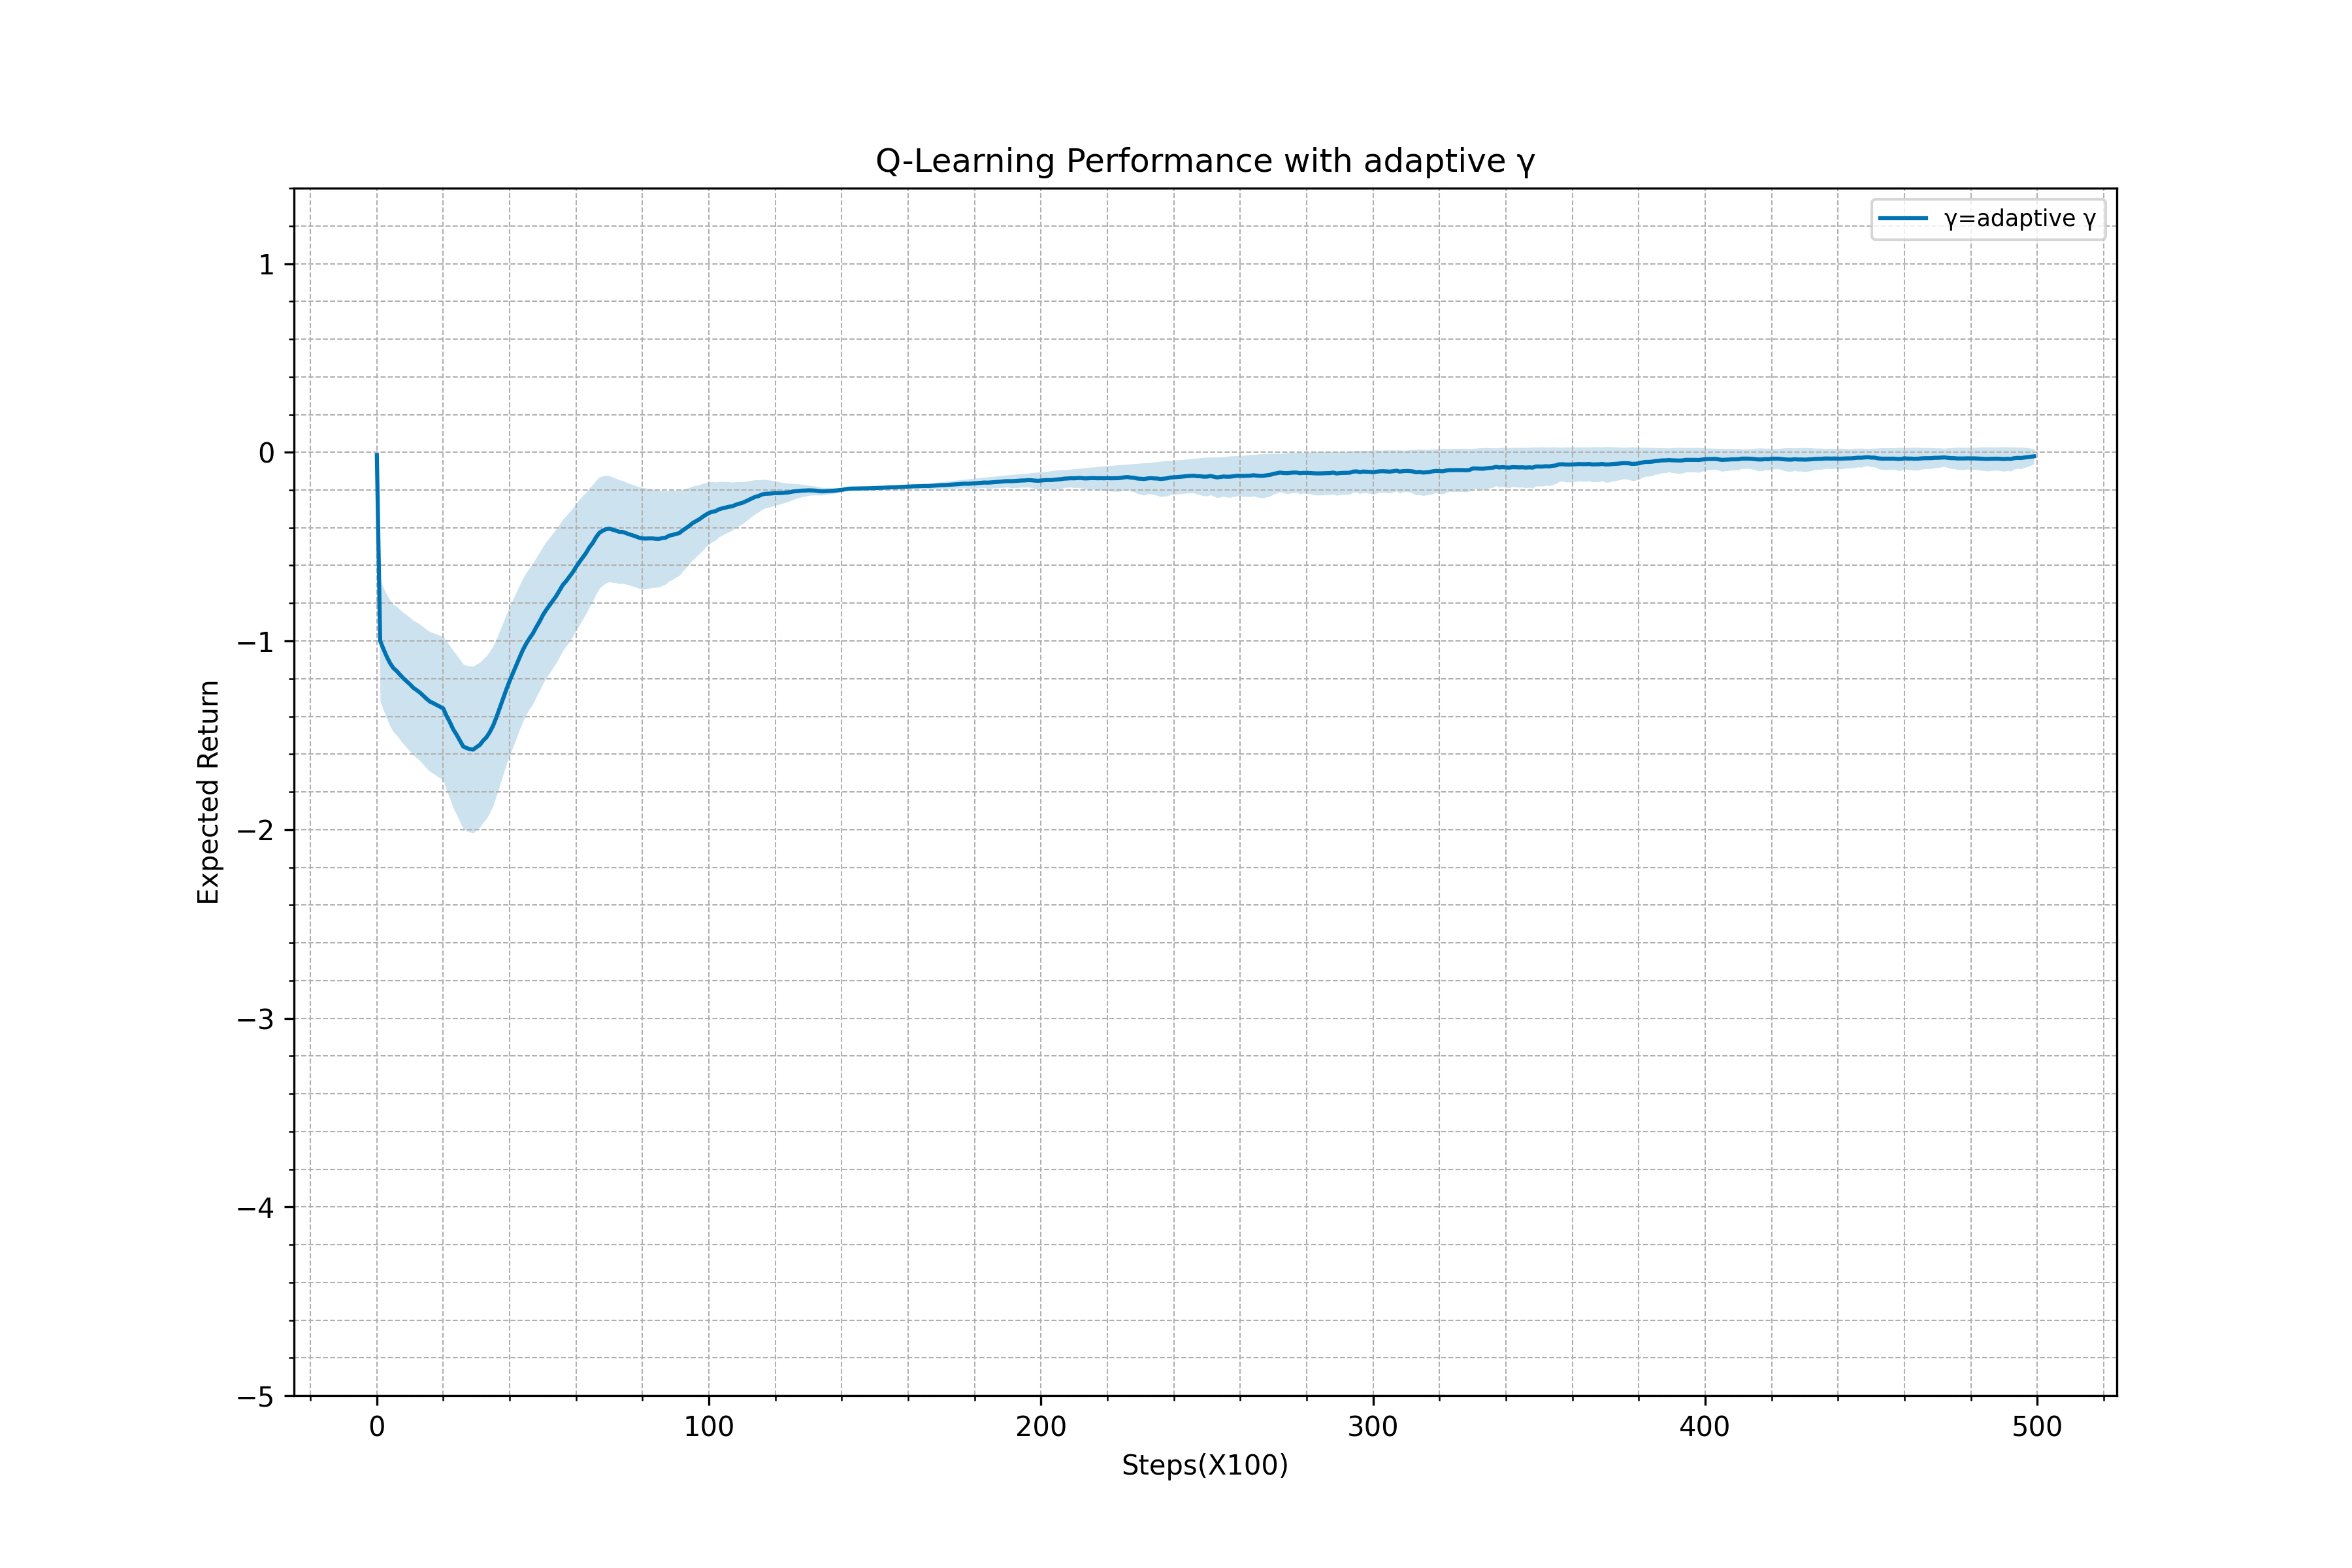 Q-Learning Performance with adaptive γ
γ=adaptive γ
1
0
−1
−2
−3
−4
−5
Expected Return
0 100 200 300 400 500
Steps(X100)